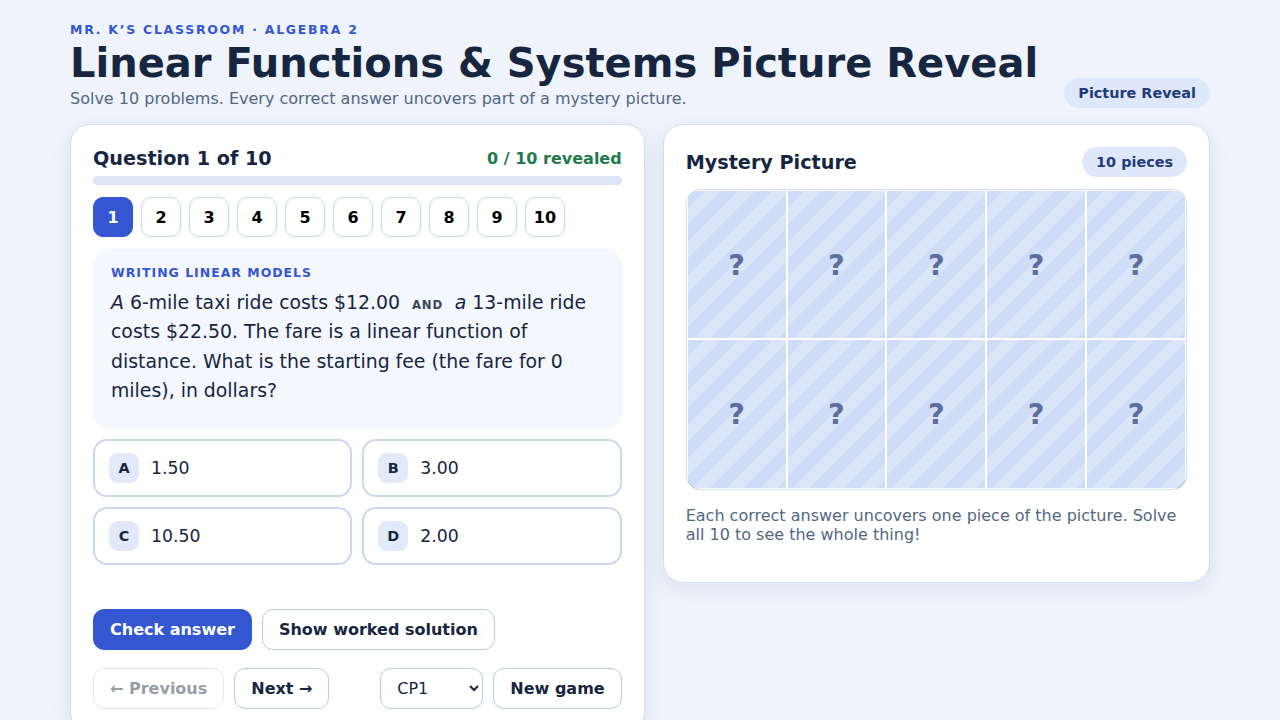 MR. K’S CLASSROOM · ALGEBRA 2
Linear Functions & Systems Picture Reveal
Solve 10 problems. Every correct answer uncovers part of a mystery picture.
Picture Reveal
Question 1 of 10
0 / 10 revealed
1 2 3 4 5 6 7 8 9 10
WRITING LINEAR MODELS
A 6-mile taxi ride costs $12.00 AND a 13-mile ride
costs $22.50. The fare is a linear function of
distance. What is the starting fee (the fare for 0
miles), in dollars?
A 1.50
B 3.00
C 10.50
D 2.00
Check answer
Show worked solution
← Previous
Next →
CP1
New game
Mystery Picture
10 pieces
? ? ? ? ?
? ? ? ? ?
Each correct answer uncovers one piece of the picture. Solve
all 10 to see the whole thing!